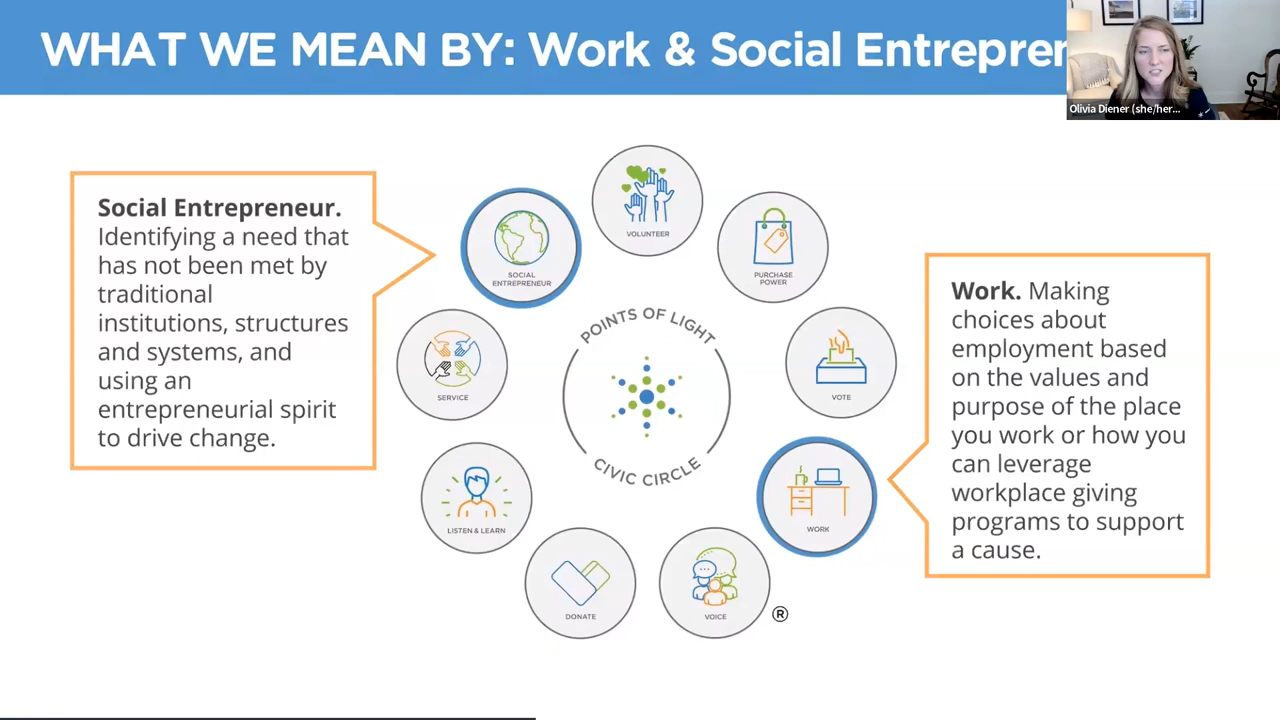 WHAT WE MEAN BY: Work & Social Entrepren
Olivia Diener (she/her...
Social Entrepreneur.
Identifying a need that
has not been met by
traditional
institutions, structures
and systems, and
using an
entrepreneurial spirit
to drive change.
VOLUNTEER
SOCIAL
ENTREPRENEUR
PURCHASE
POWER
POINTS OF LIGHT
CIVIC CIRCLE
SERVICE
VOTE
LISTEN & LEARN
WORK
DONATE
VOICE
®
Work. Making
choices about
employment based
on the values and
purpose of the place
you work or how you
can leverage
workplace giving
programs to support
a cause.